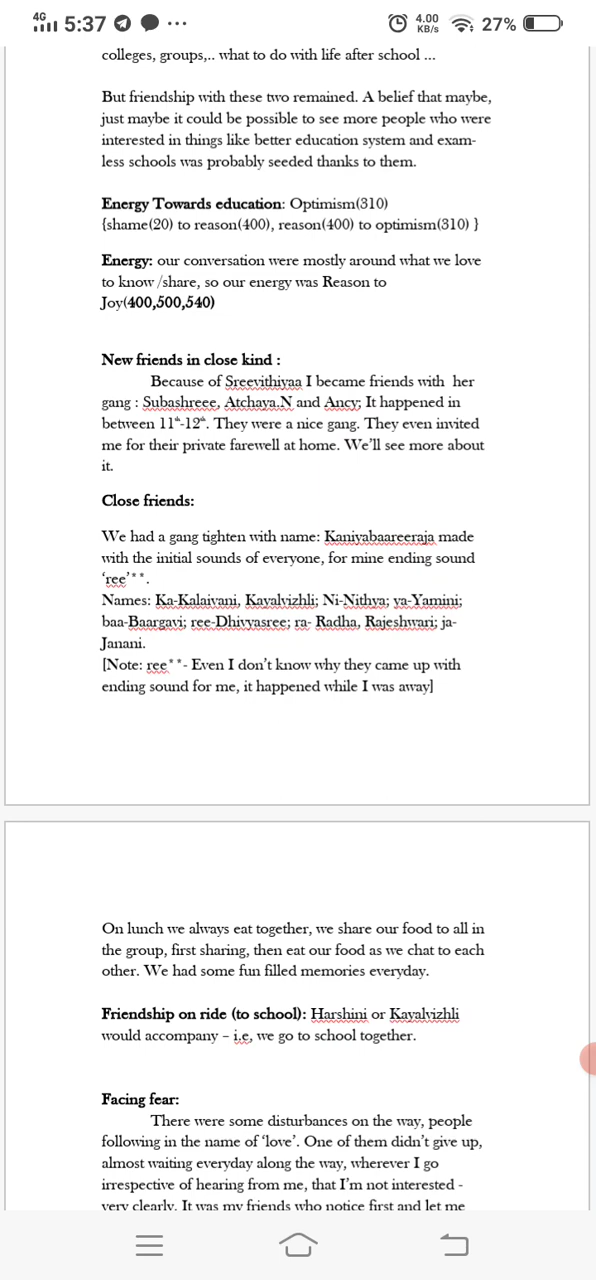 4G 5:37 ... 4.00 KB/s 27%
colleges, groups,.. what to do with life after school ...
But friendship with these two remained. A belief that maybe,
just maybe it could be possible to see more people who were
interested in things like better education system and exam-
less schools was probably seeded thanks to them.
Energy Towards education: Optimism(310)
{shame(20) to reason(400), reason(400) to optimism(310) }
Energy: our conversation were mostly around what we love
to know /share, so our energy was Reason to
Joy(400,500,540)
New friends in close kind :
Because of Sreevithiyaa I became friends with her
gang : Subashreee, Atchaya.N and Ancy; It happened in
between 11th-12th. They were a nice gang. They even invited
me for their private farewell at home. We'll see more about
it.
Close friends:
We had a gang tighten with name: Kaniyabaareeraja made
with the initial sounds of everyone, for mine ending sound
'ree'**.
Names: Ka-Kalaivani, Kayalvizhli; Ni-Nithya; ya-Yamini;
baa-Baargavi; ree-Dhivyasree; ra- Radha, Rajeshwari; ja-
Janani.
[Note: ree**- Even I don't know why they came up with
ending sound for me, it happened while I was away]
On lunch we always eat together, we share our food to all in
the group, first sharing, then eat our food as we chat to each
other. We had some fun filled memories everyday.
Friendship on ride (to school): Harshini or Kayalvizhli
would accompany – i.e, we go to school together.
Facing fear:
There were some disturbances on the way, people
following in the name of 'love'. One of them didn't give up,
almost waiting everyday along the way, wherever I go
irrespective of hearing from me, that I'm not interested -
very clearly. It was my friends who notice first and let me